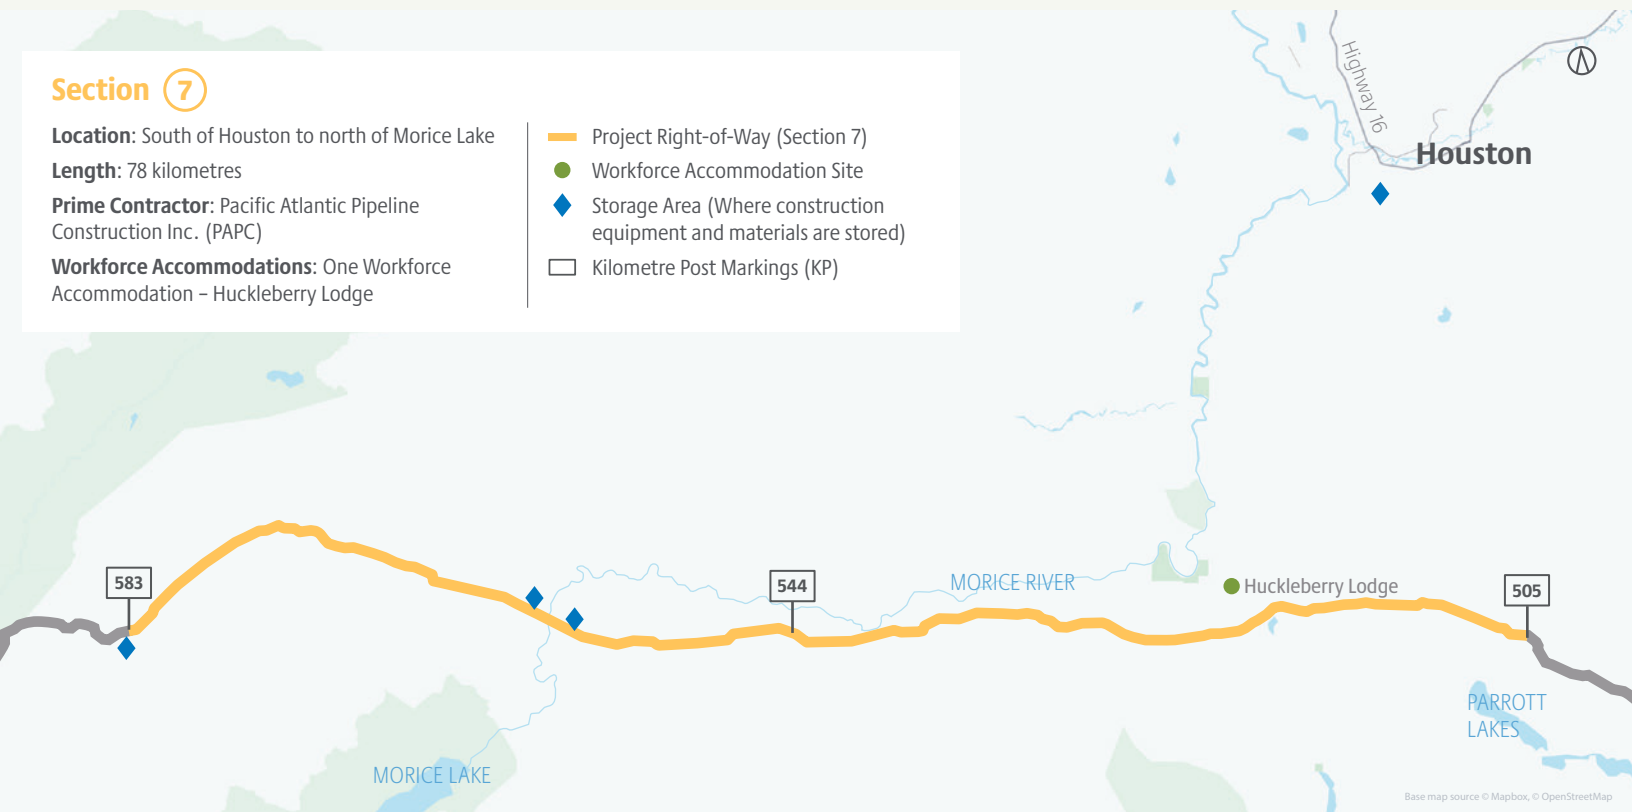 Section 7
Location: South of Houston to north of Morice Lake
Length: 78 kilometres
Prime Contractor: Pacific Atlantic Pipeline
Construction Inc. (PAPC)
Workforce Accommodations: One Workforce
Accommodation – Huckleberry Lodge
Project Right-of-Way (Section 7)
Workforce Accommodation Site
Storage Area (Where construction
equipment and materials are stored)
Kilometre Post Markings (KP)
Highway 16
Houston
583
544
MORICE RIVER
Huckleberry Lodge
505
PARROTT
LAKES
MORICE LAKE
Base map source © Mapbox, © OpenStreetMap